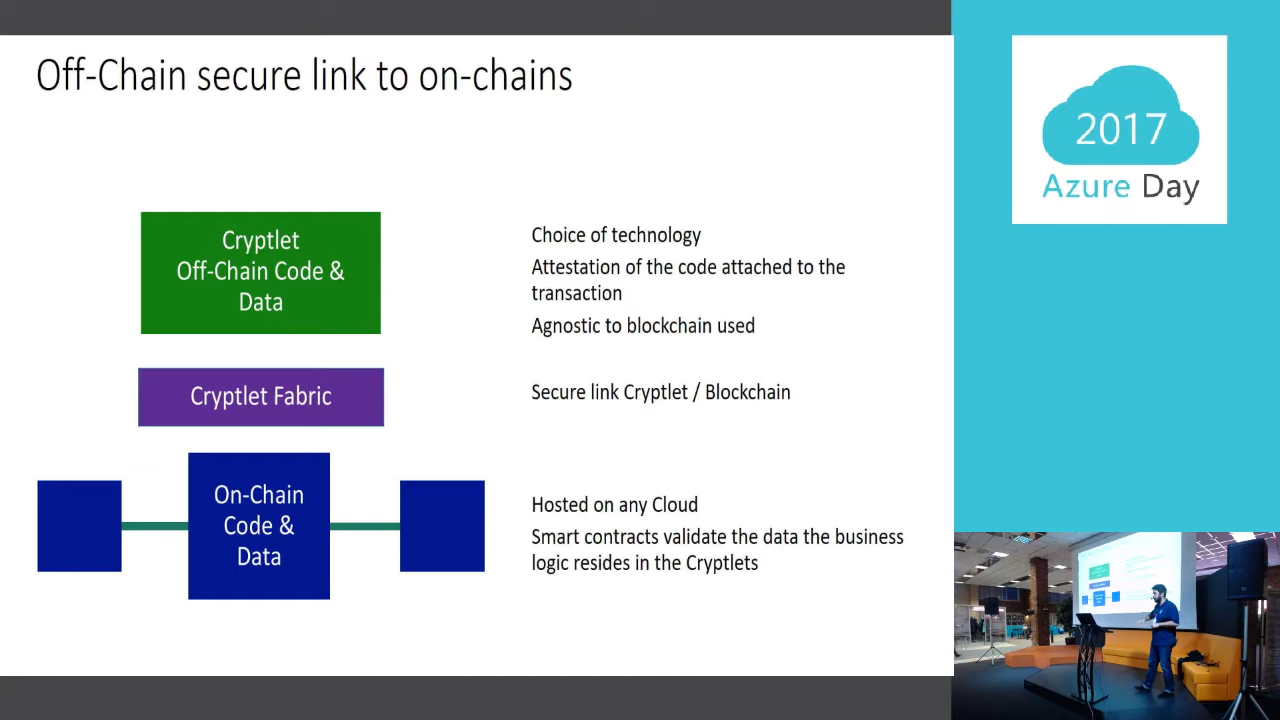 Off-Chain secure link to on-chains
2017
Azure Day
Cryptlet
Off-Chain Code &
Data
Choice of technology
Attestation of the code attached to the
transaction
Agnostic to blockchain used
Cryptlet Fabric
Secure link Cryptlet / Blockchain
On-Chain
Code &
Data
Hosted on any Cloud
Smart contracts validate the data the business
logic resides in the Cryptlets